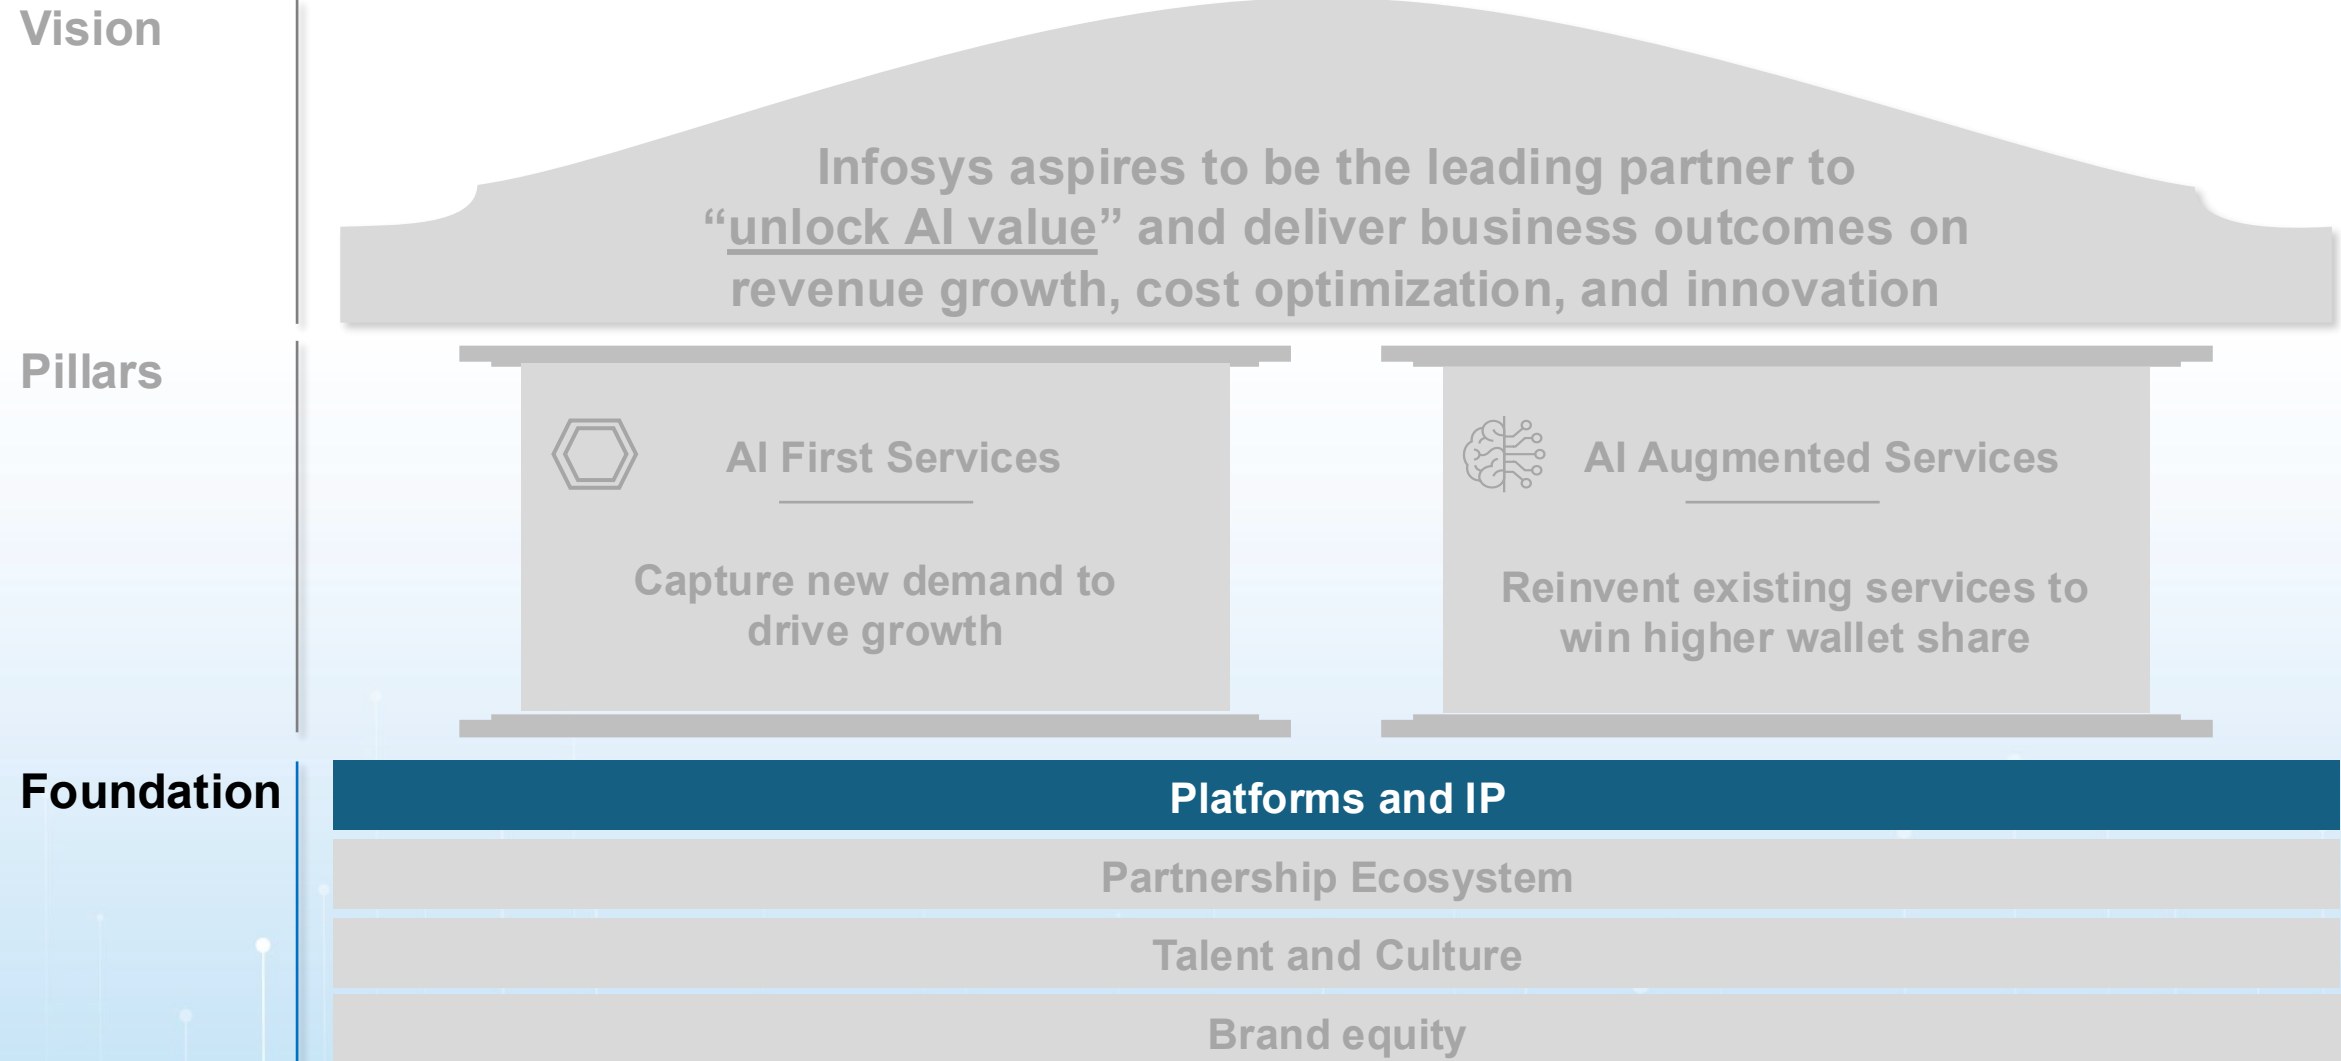 Vision
Infosys aspires to be the leading partner to
“unlock AI value” and deliver business outcomes on
revenue growth, cost optimization, and innovation
Pillars
AI First Services
Capture new demand to
drive growth
AI Augmented Services
Reinvent existing services to
win higher wallet share
Foundation
Platforms and IP
Partnership Ecosystem
Talent and Culture
Brand equity